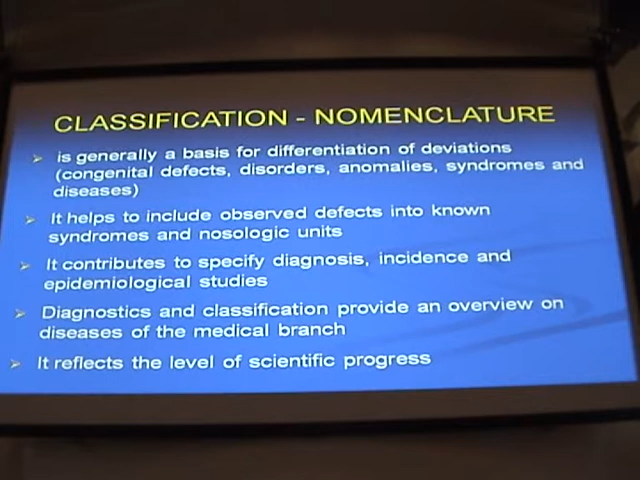 CLASSIFICATION - NOMENCLATURE
is generally a basis for differentiation of deviations
(congenital defects, disorders, anomalies, syndromes and
diseases)
It helps to include observed defects into known
syndromes and nosologic units
It contributes to specify diagnosis, incidence and
epidemiological studies
Diagnostics and classification provide an overview on
diseases of the medical branch
It reflects the level of scientific progress